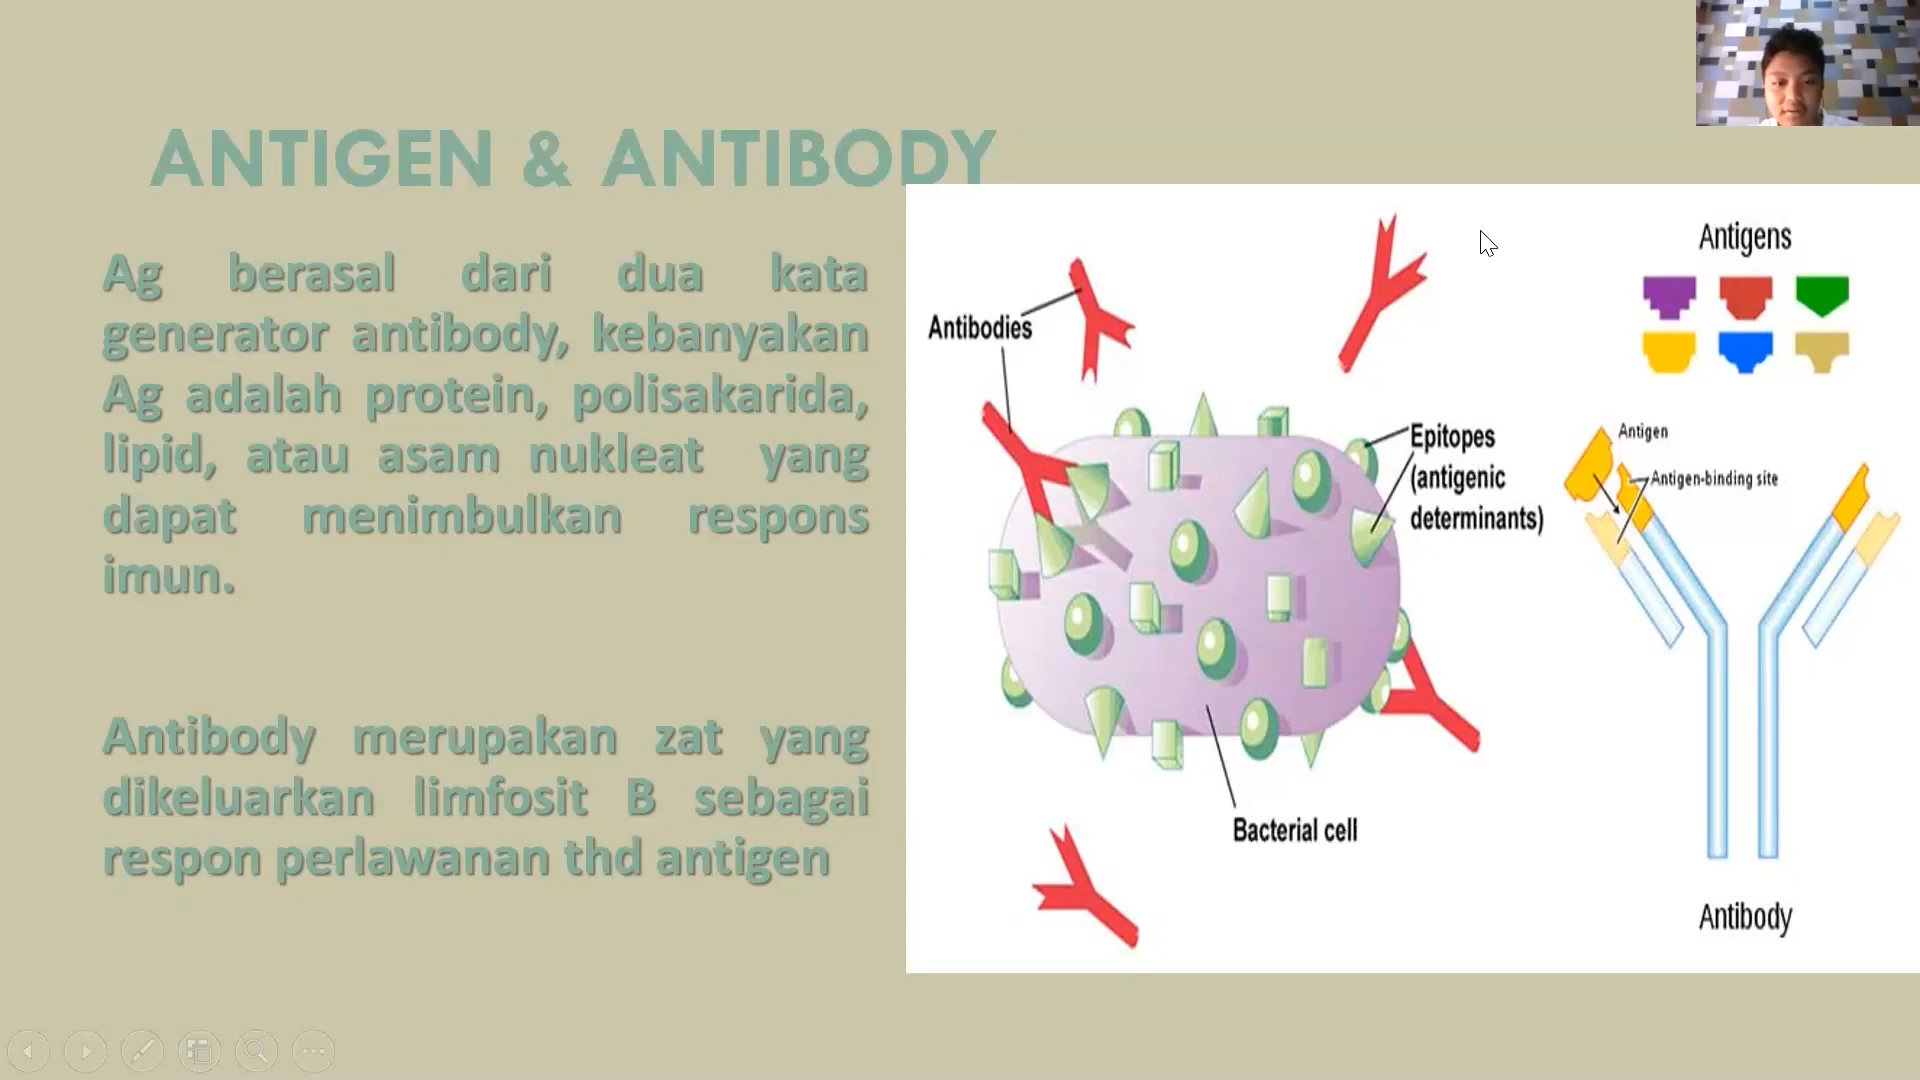 ANTIGEN & ANTIBODY
Ag berasal dari dua kata
generator antibody, kebanyakan
Ag adalah protein, polisakarida,
lipid, atau asam nukleat yang
dapat menimbulkan respons
imun.
Antibody merupakan zat yang
dikeluarkan limfosit B sebagai
respon perlawanan thd antigen
Antibodies
Epitopes
(antigenic
determinants)
Bacterial cell
Antigens
Antigen
Antigen-binding site
Antibody